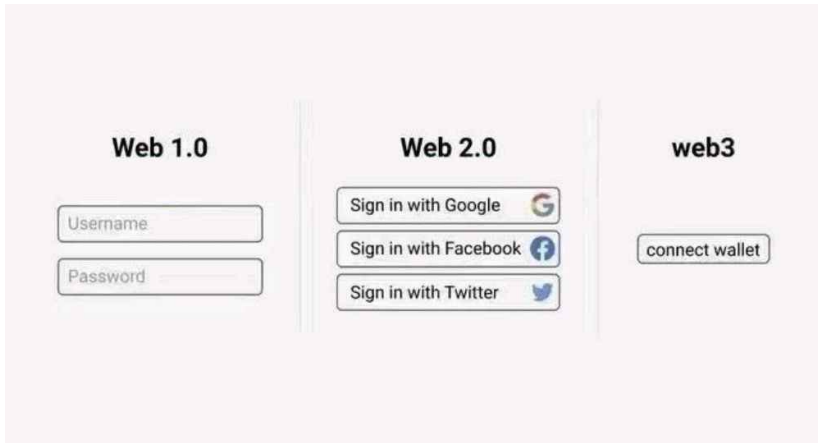 Web 1.0
Username
Password
Web 2.0
Sign in with Google
Sign in with Facebook
Sign in with Twitter
web3
connect wallet